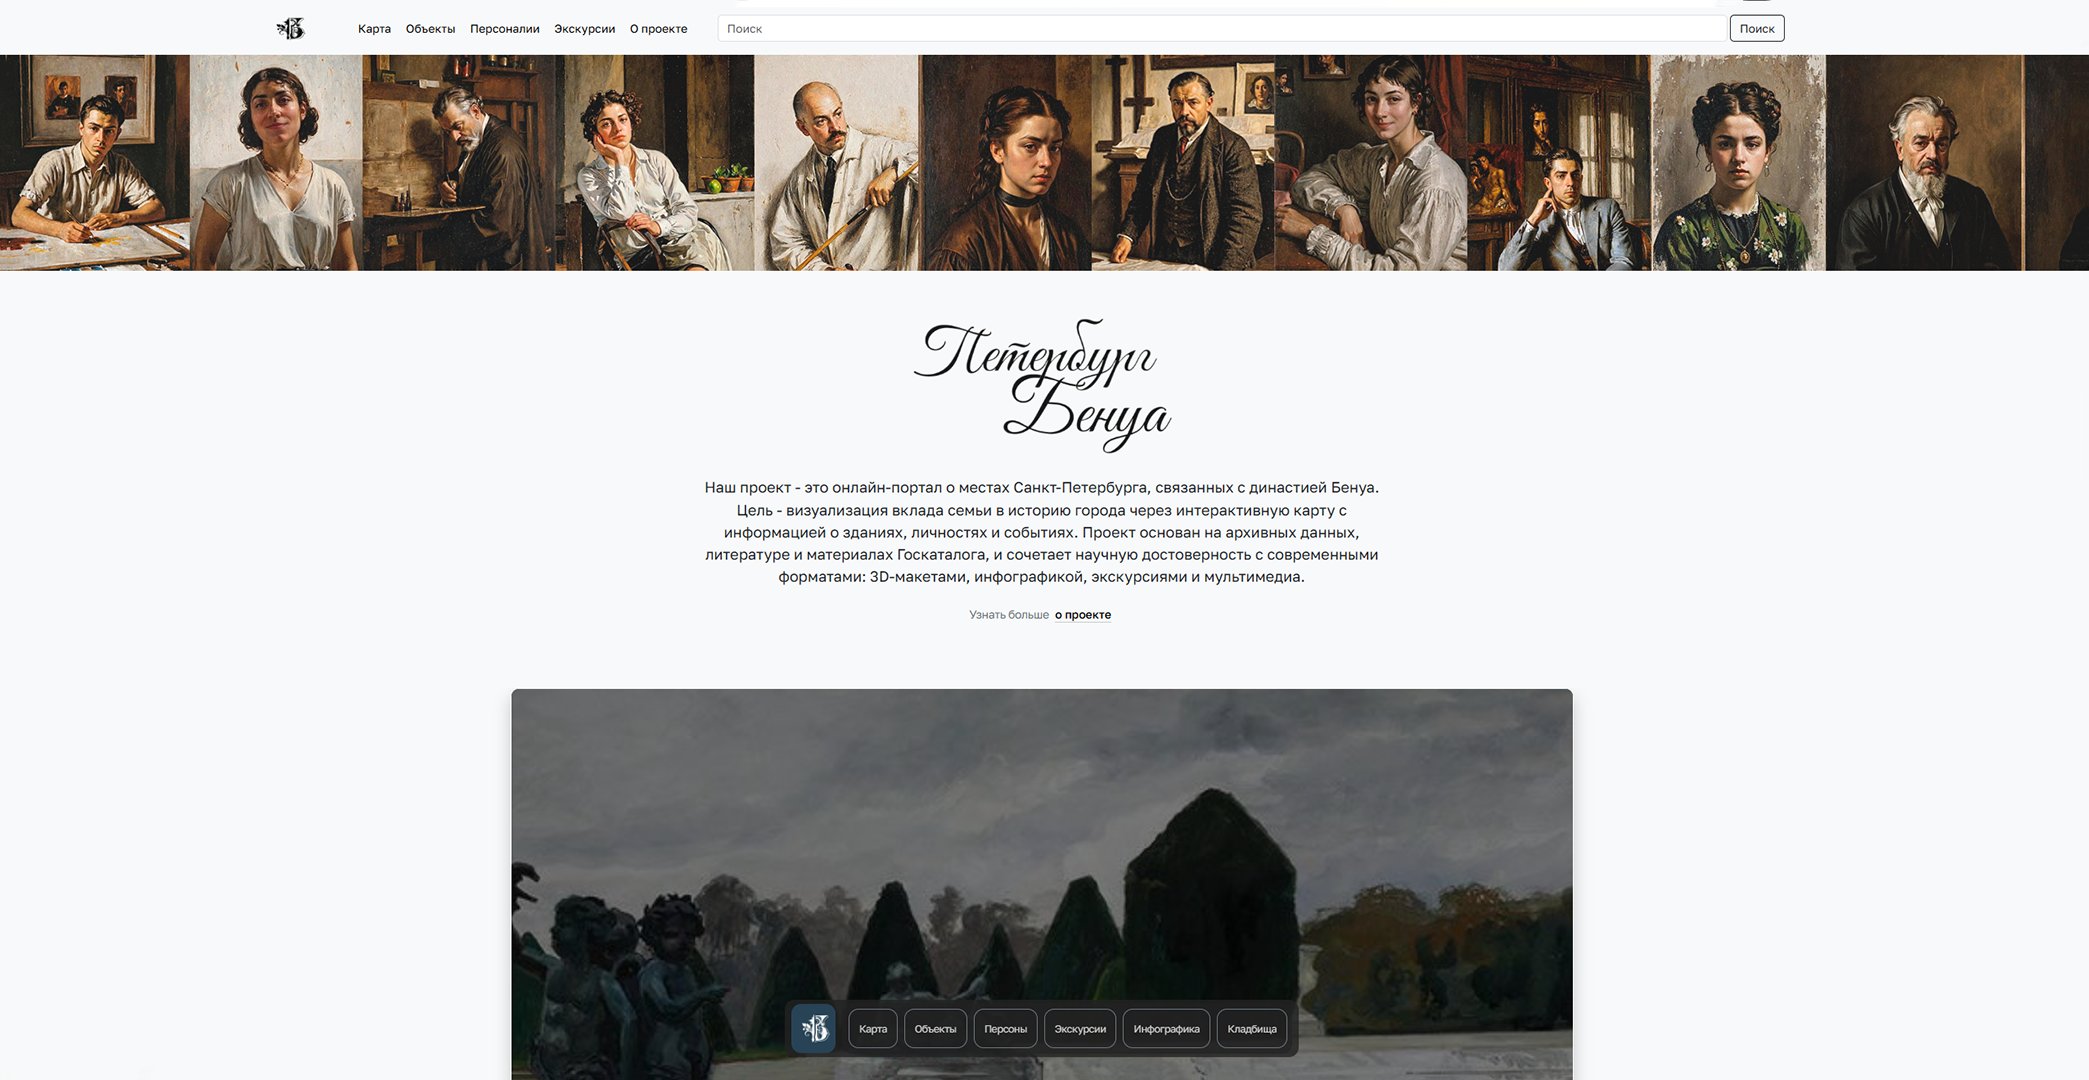 Карта Объекты Персоналии Экскурсии О проекте Поиск Поиск
Петербург
Бенуа
Наш проект - это онлайн-портал о местах Санкт-Петербурга, связанных с династией Бенуа.
Цель - визуализация вклада семьи в историю города через интерактивную карту с
информацией о зданиях, личностях и событиях. Проект основан на архивных данных,
литературе и материалах Госкаталога, и сочетает научную достоверность с современными
форматами: 3D-макетами, инфографикой, экскурсиями и мультимедиа.
Узнать больше о проекте
Карта Объекты Персоны Экскурсии Инфографика Кладбища